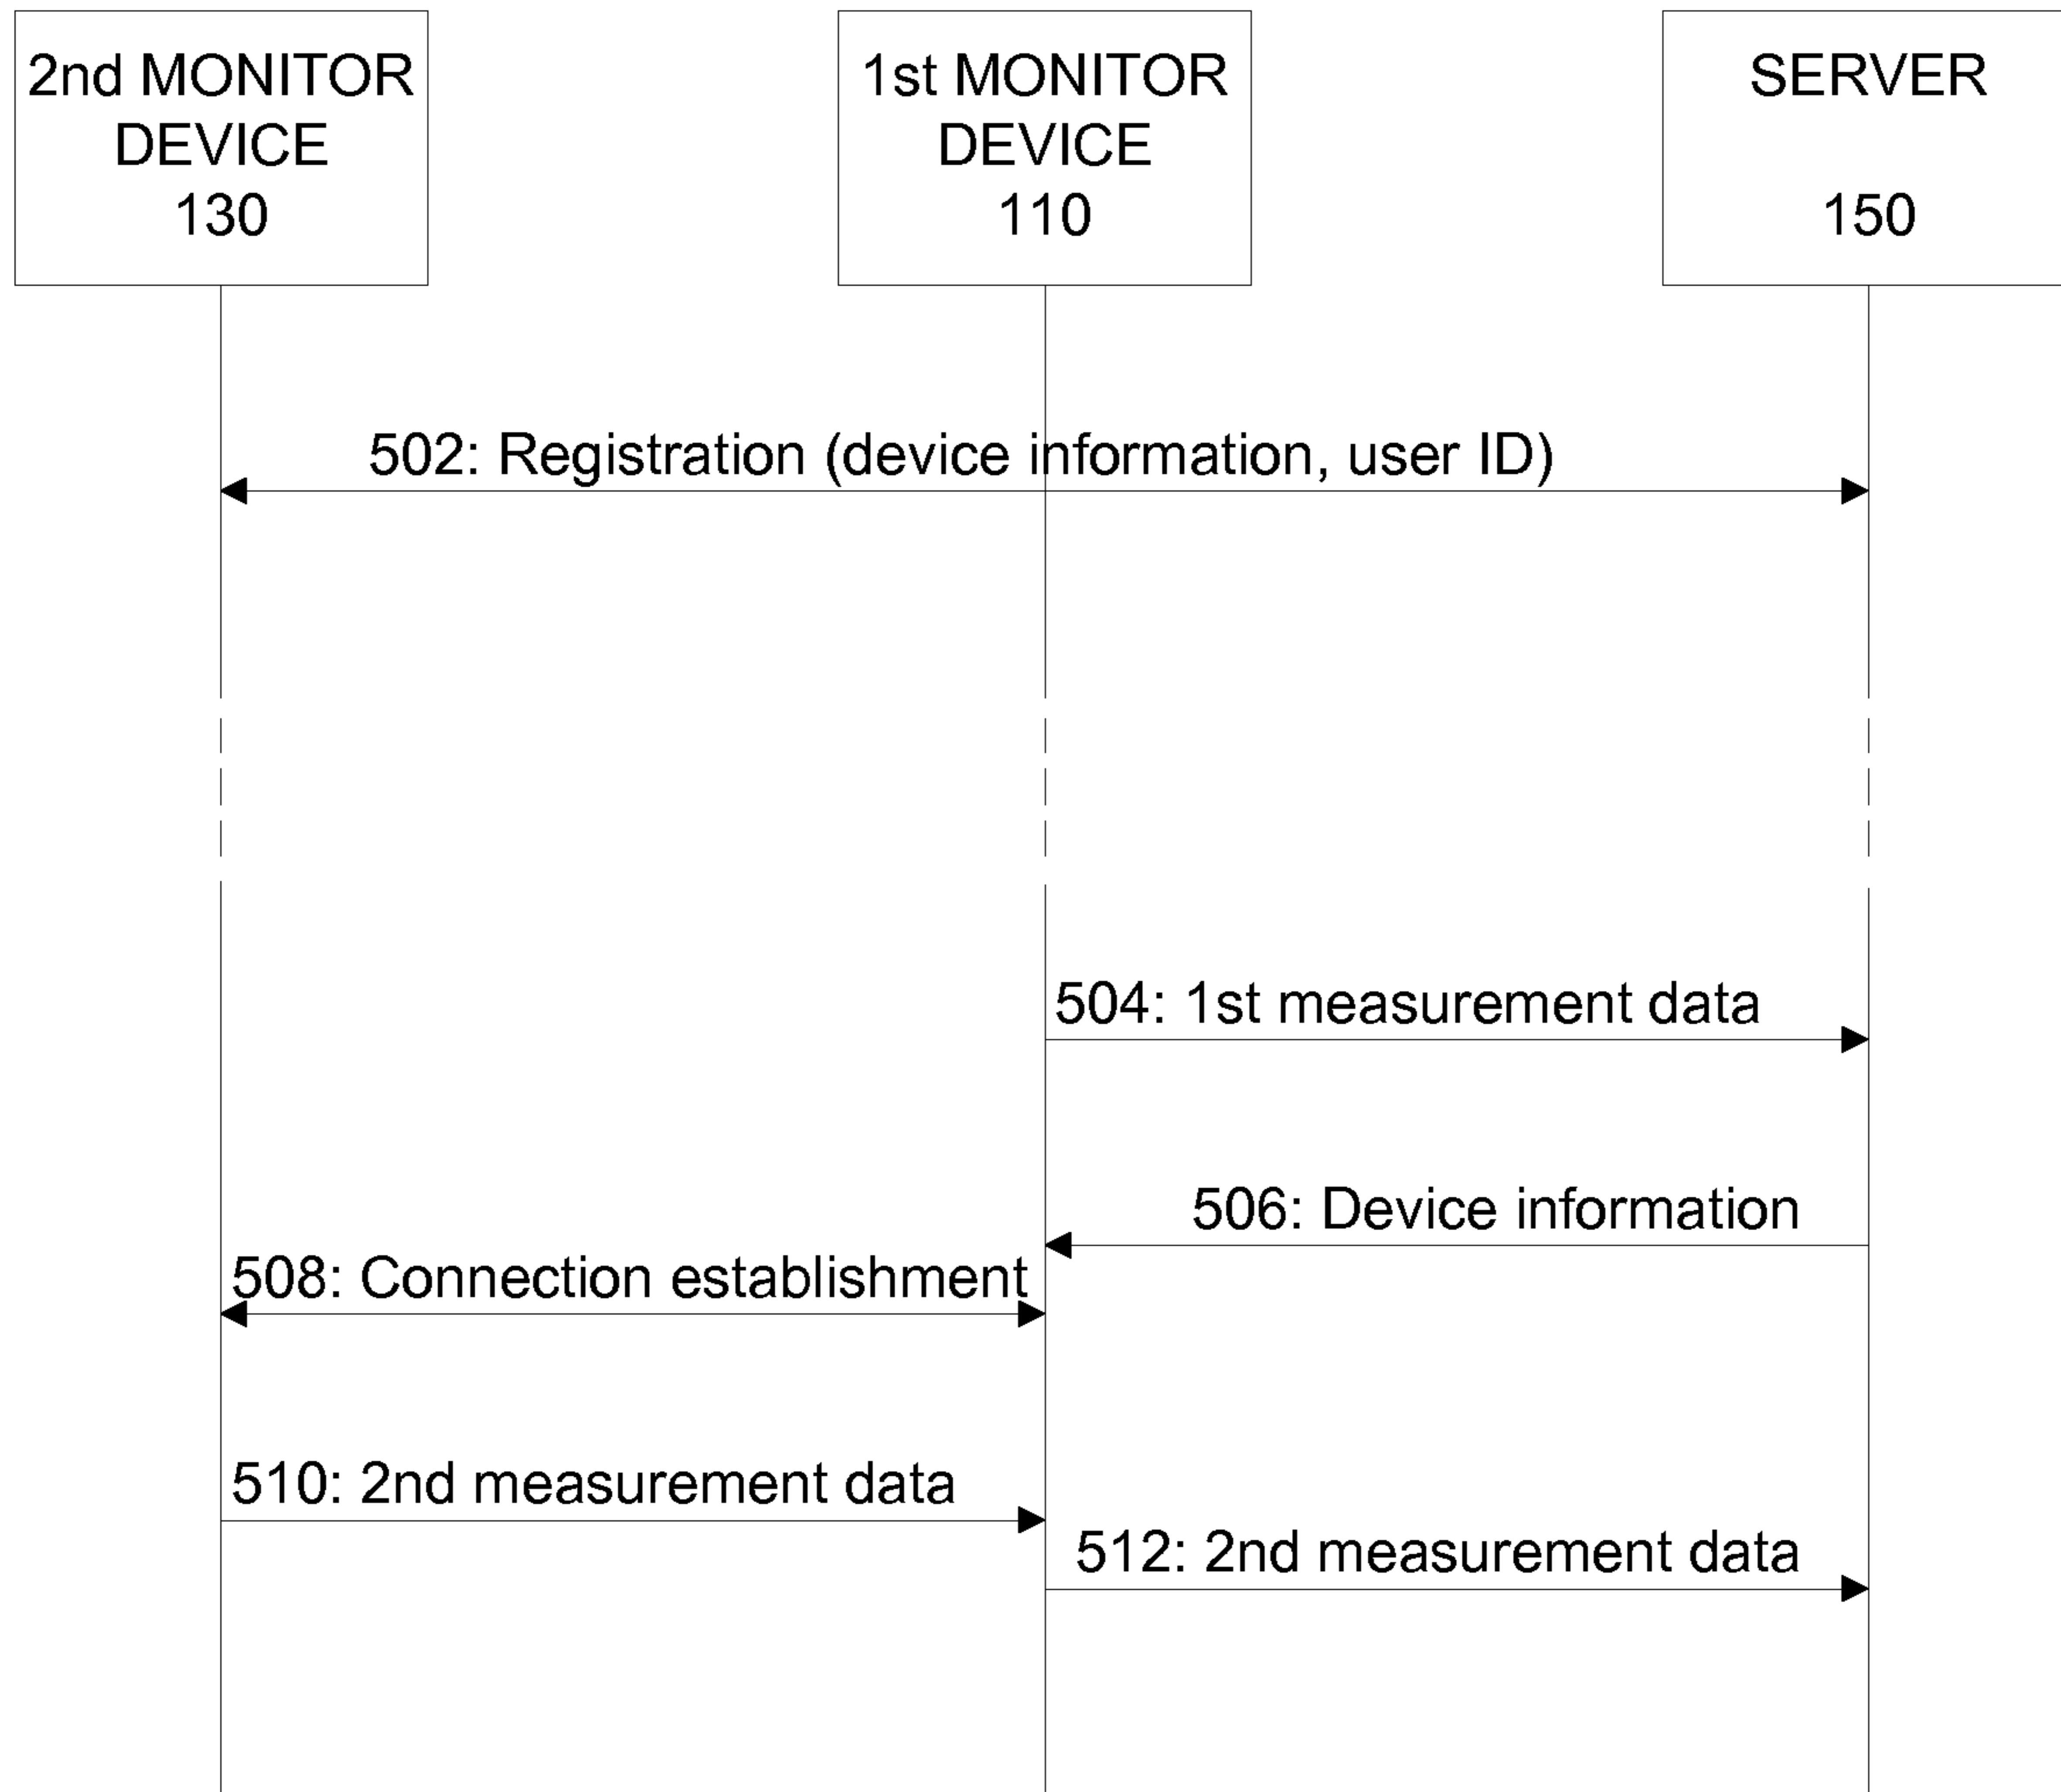 2nd MONITOR
DEVICE
130
1st MONITOR
DEVICE
110
SERVER
150
502: Registration (device information, user ID)
504: 1st measurement data
506: Device information
508: Connection establishment
510: 2nd measurement data
512: 2nd measurement data